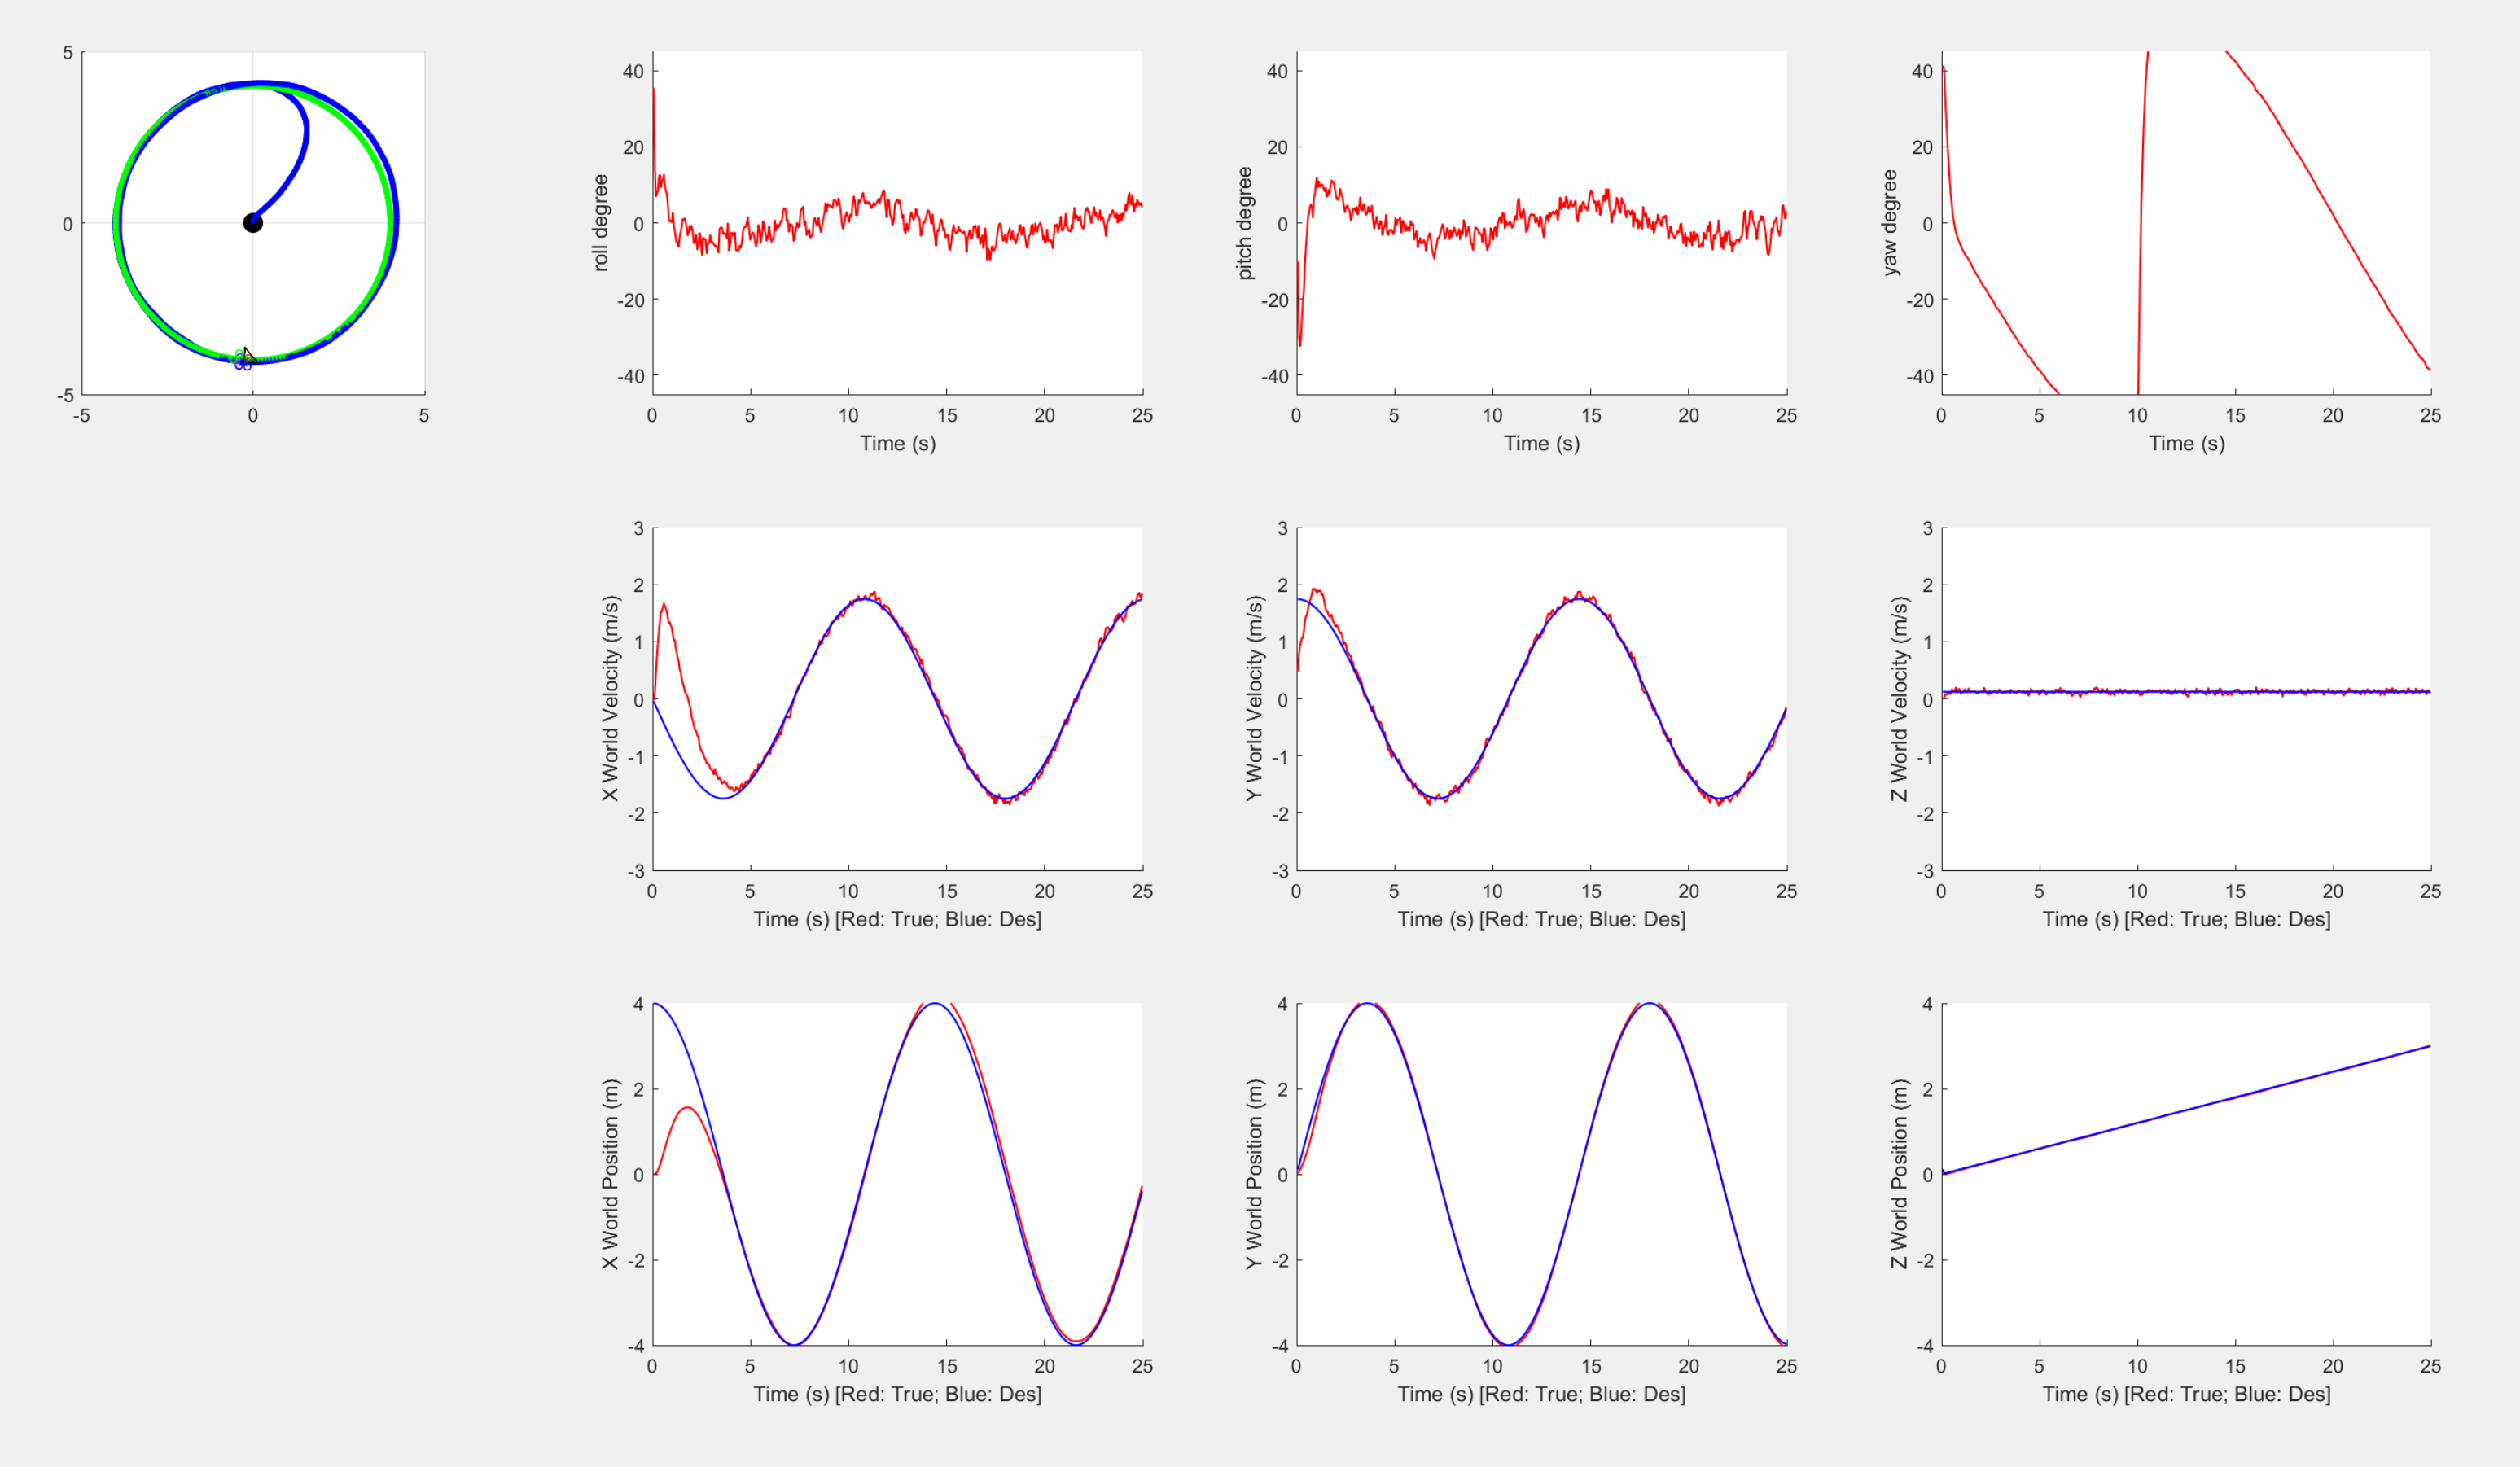 5
0
-5
-5 0 5
roll degree
40
20
0
-20
-40
0 5 10 15 20 25
Time (s)
pitch degree
40
20
0
-20
-40
0 5 10 15 20 25
Time (s)
yaw degree
40
20
0
-20
-40
0 5 10 15 20 25
Time (s)
X World Velocity (m/s)
3
2
1
0
-1
-2
-3
0 5 10 15 20 25
Time (s) [Red: True; Blue: Des]
Y World Velocity (m/s)
3
2
1
0
-1
-2
-3
0 5 10 15 20 25
Time (s) [Red: True; Blue: Des]
Z World Velocity (m/s)
3
2
1
0
-1
-2
-3
0 5 10 15 20 25
Time (s) [Red: True; Blue: Des]
X World Position (m)
4
2
0
-2
-4
0 5 10 15 20 25
Time (s) [Red: True; Blue: Des]
Y World Position (m)
4
2
0
-2
-4
0 5 10 15 20 25
Time (s) [Red: True; Blue: Des]
Z World Position (m)
4
2
0
-2
-4
0 5 10 15 20 25
Time (s) [Red: True; Blue: Des]